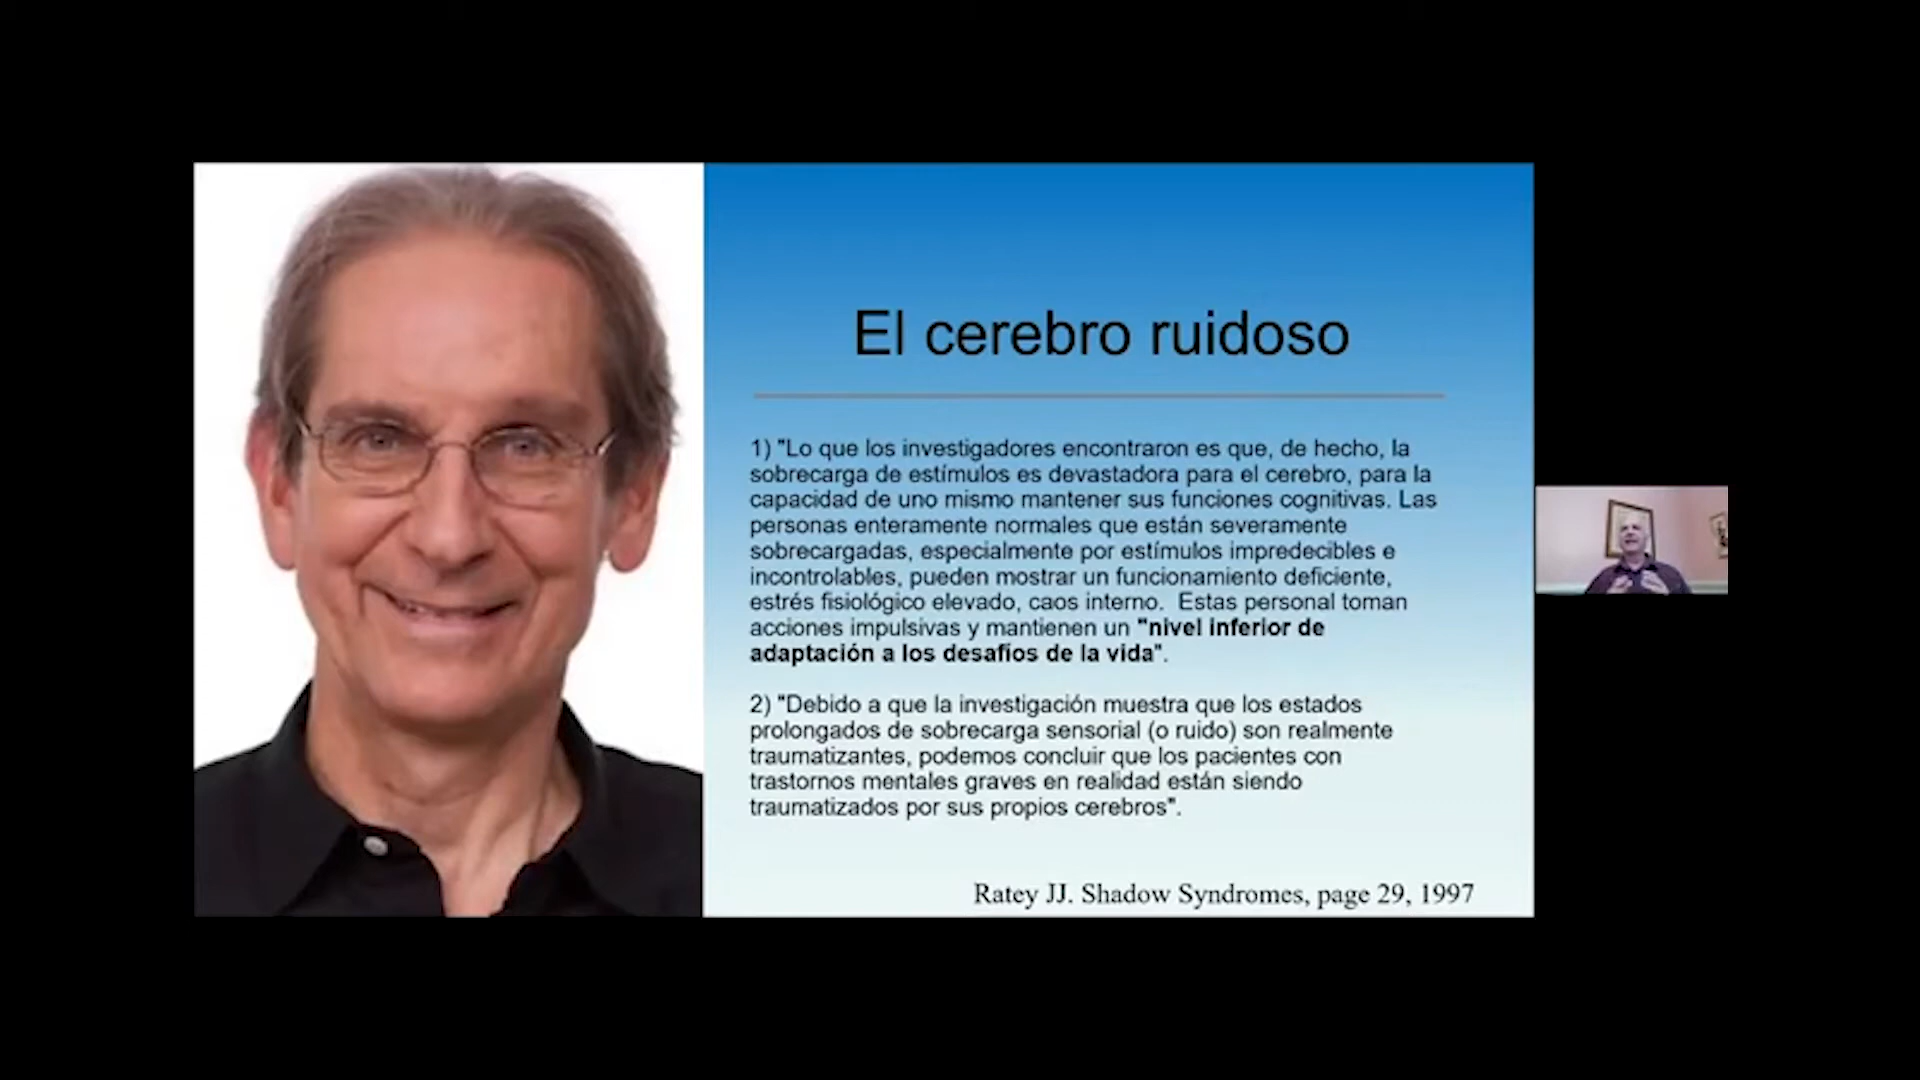 El cerebro ruidoso
1) "Lo que los investigadores encontraron es que, de hecho, la
sobrecarga de estímulos es devastadora para el cerebro, para la
capacidad de uno mismo mantener sus funciones cognitivas. Las
personas enteramente normales que están severamente
sobrecargadas, especialmente por estímulos impredecibles e
incontrolables, pueden mostrar un funcionamiento deficiente,
estrés fisiológico elevado, caos interno. Estas personal toman
acciones impulsivas y mantienen un "nivel inferior de
adaptación a los desafíos de la vida".
2) "Debido a que la investigación muestra que los estados
prolongados de sobrecarga sensorial (o ruido) son realmente
traumatizantes, podemos concluir que los pacientes con
trastornos mentales graves en realidad están siendo
traumatizados por sus propios cerebros".
Ratey JJ. Shadow Syndromes, page 29, 1997